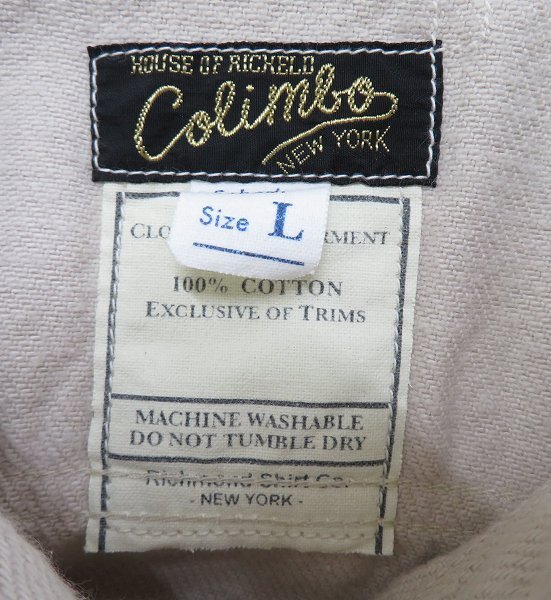 HOUSE OF RICKELD
Colimbo
NEW YORK
Size L
100% COTTON
EXCLUSIVE OF TRIMS
MACHINE WASHABLE
DO NOT TUMBLE DRY
Richmond Shirt Co.
- NEW YORK -